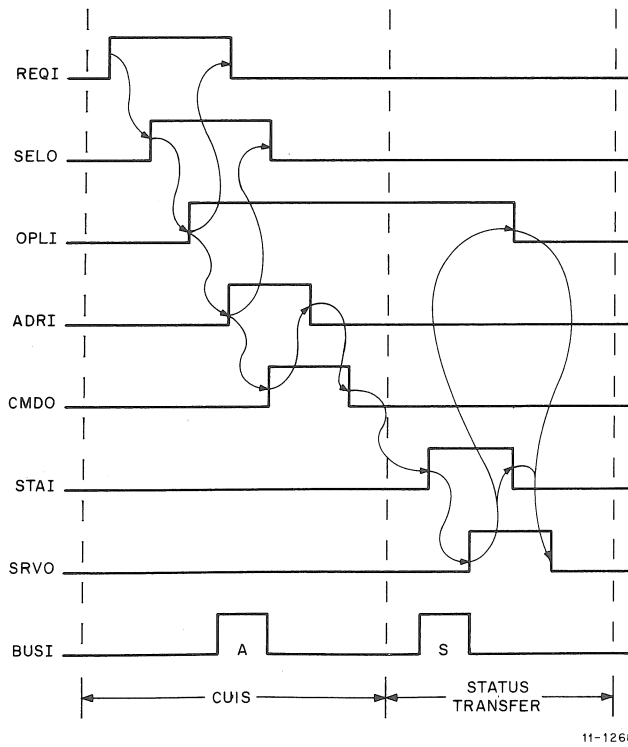 REQI
SELO
OPLI
ADRI
CMDO
STAI
SRVO
BUSI
A
S
CUIS
STATUS
TRANSFER